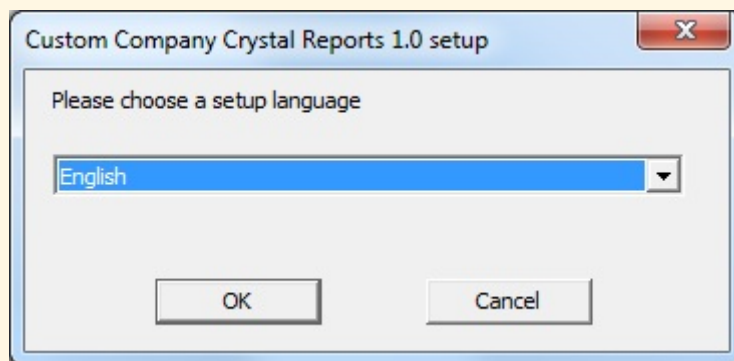 Custom Company Crystal Reports 1.0 setup
Please choose a setup language
English
OK Cancel